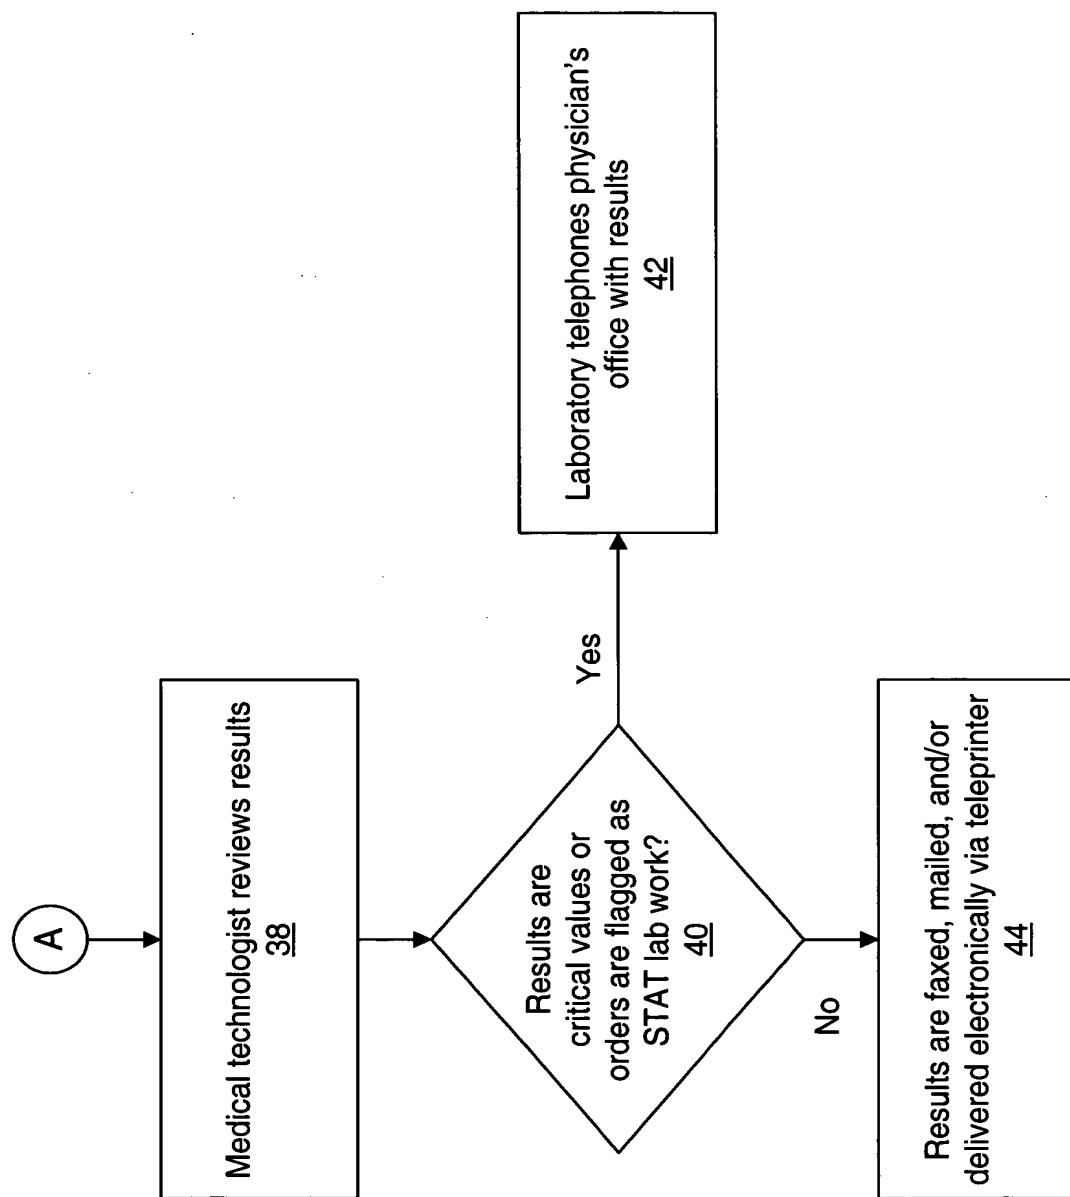 A
Medical technologist reviews results
38
Results are
critical values or
orders are flagged as
STAT lab work?
40
Yes
Laboratory telephones physician's
office with results
42
No
Results are faxed, mailed, and/or
delivered electronically via teleprinter
44